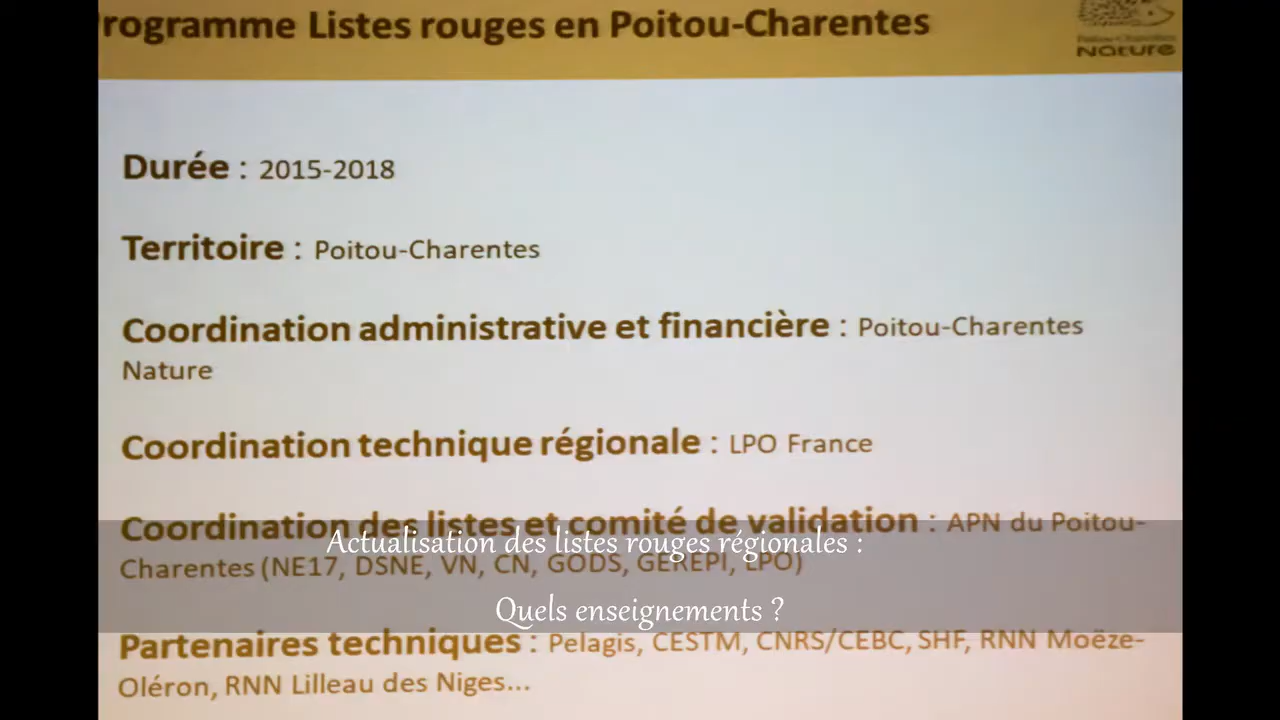 rogramme Listes rouges en Poitou-Charentes
Poitou-Charentes
Nature
Durée : 2015-2018
Territoire : Poitou-Charentes
Coordination administrative et financière : Poitou-Charentes
Nature
Coordination technique régionale : LPO France
Coordination des listes et comité de validation : APN du Poitou-
Charentes (NE17, DSNE, VN, CN, GODS, GEREPI, LPO)
Actualisation des listes rouges régionales :
Quels enseignements ?
Partenaires techniques : Pelagis, CESTM, CNRS/CEBC, SHF, RNN Moëze-
Oléron, RNN Lilleau des Niges...